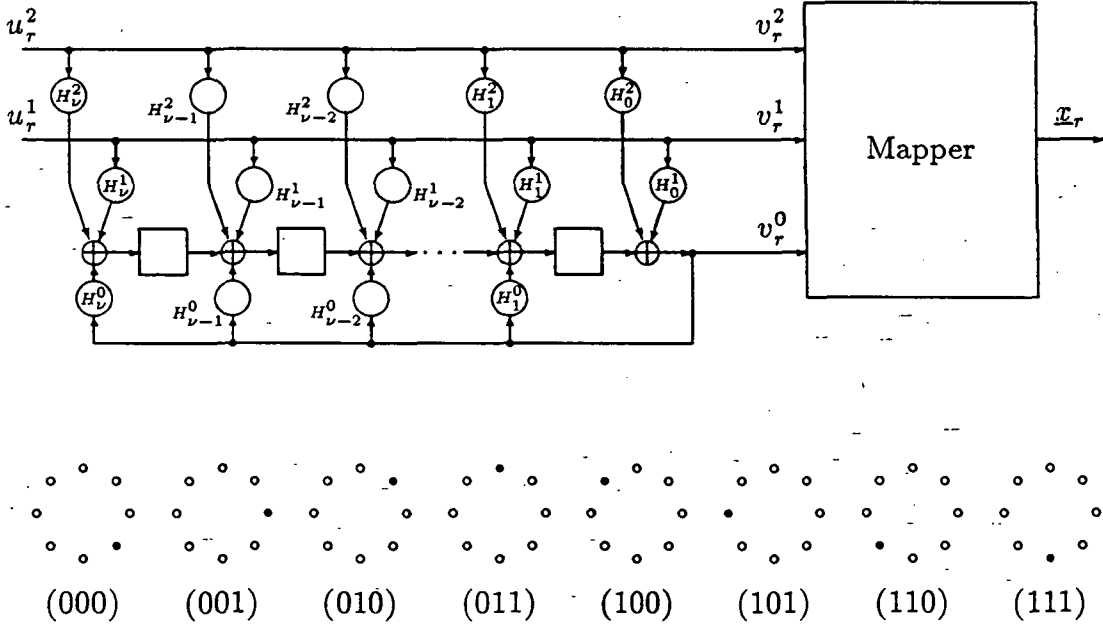 u_r^2 v_r^2
H_ν^2 H_{ν-1}^2 H_{ν-2}^2 H_1^2 H_0^2
u_r^1 v_r^1 x_r
Mapper
H_ν^1 H_{ν-1}^1 H_{ν-2}^1 H_1^1 H_0^1
v_r^0
H_ν^0 H_{ν-1}^0 H_{ν-2}^0 H_1^0
(000) (001) (010) (011) (100) (101) (110) (111)